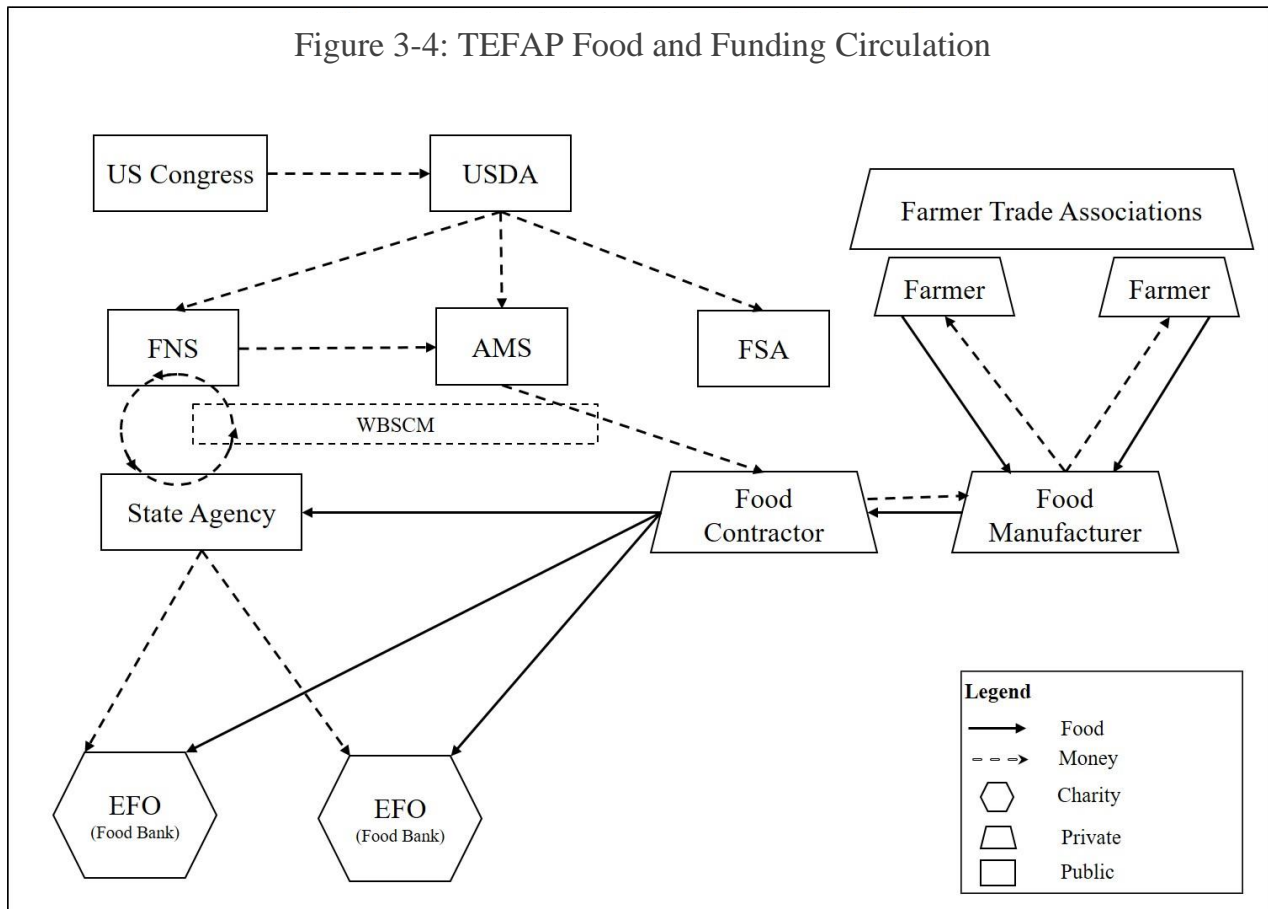 Figure 3-4: TEFAP Food and Funding Circulation
US Congress
USDA
Farmer Trade Associations
Farmer
Farmer
FNS
AMS
FSA
WBSCM
State Agency
Food
Contractor
Food
Manufacturer
EFO
(Food Bank)
EFO
(Food Bank)
Legend
Food
Money
Charity
Private
Public